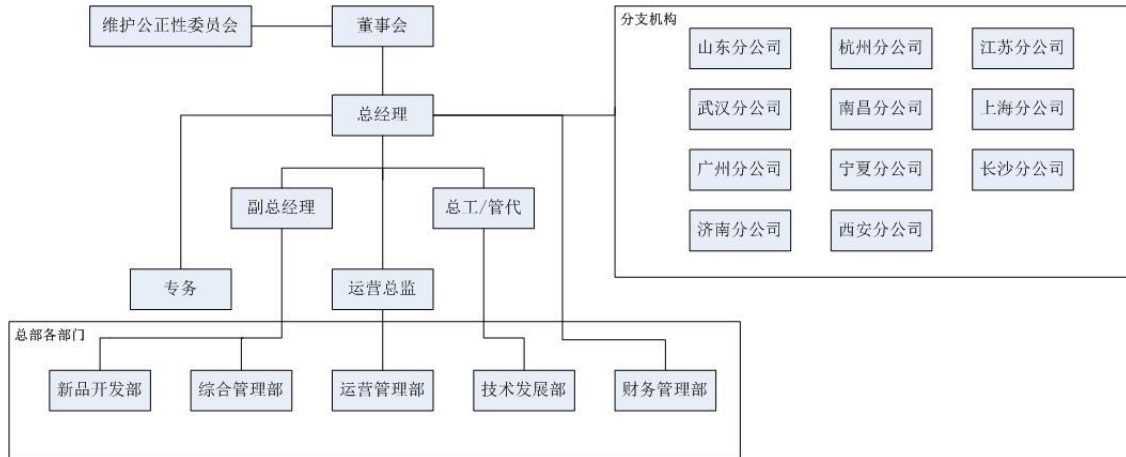 维护公正性委员会
董事会
分支机构
山东分公司
杭州分公司
江苏分公司
总经理
武汉分公司
南昌分公司
上海分公司
广州分公司
宁夏分公司
长沙分公司
副总经理
总工/管代
济南分公司
西安分公司
专务
运营总监
总部各部门
新品开发部
综合管理部
运营管理部
技术发展部
财务管理部